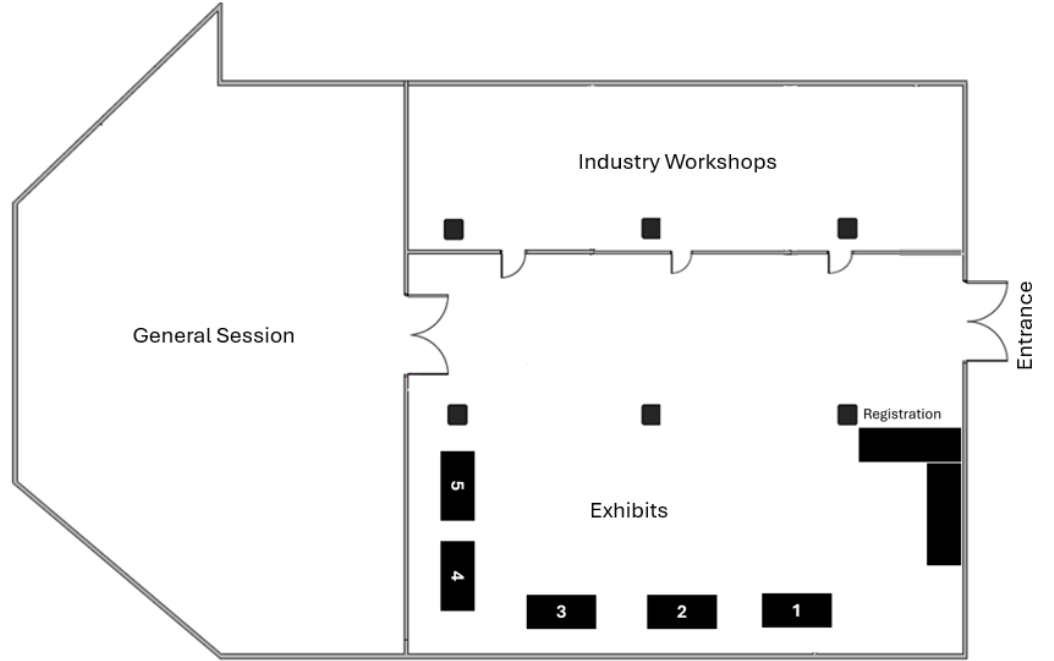 Industry Workshops
General Session
Entrance
Registration
Exhibits
5
4
3
2
1